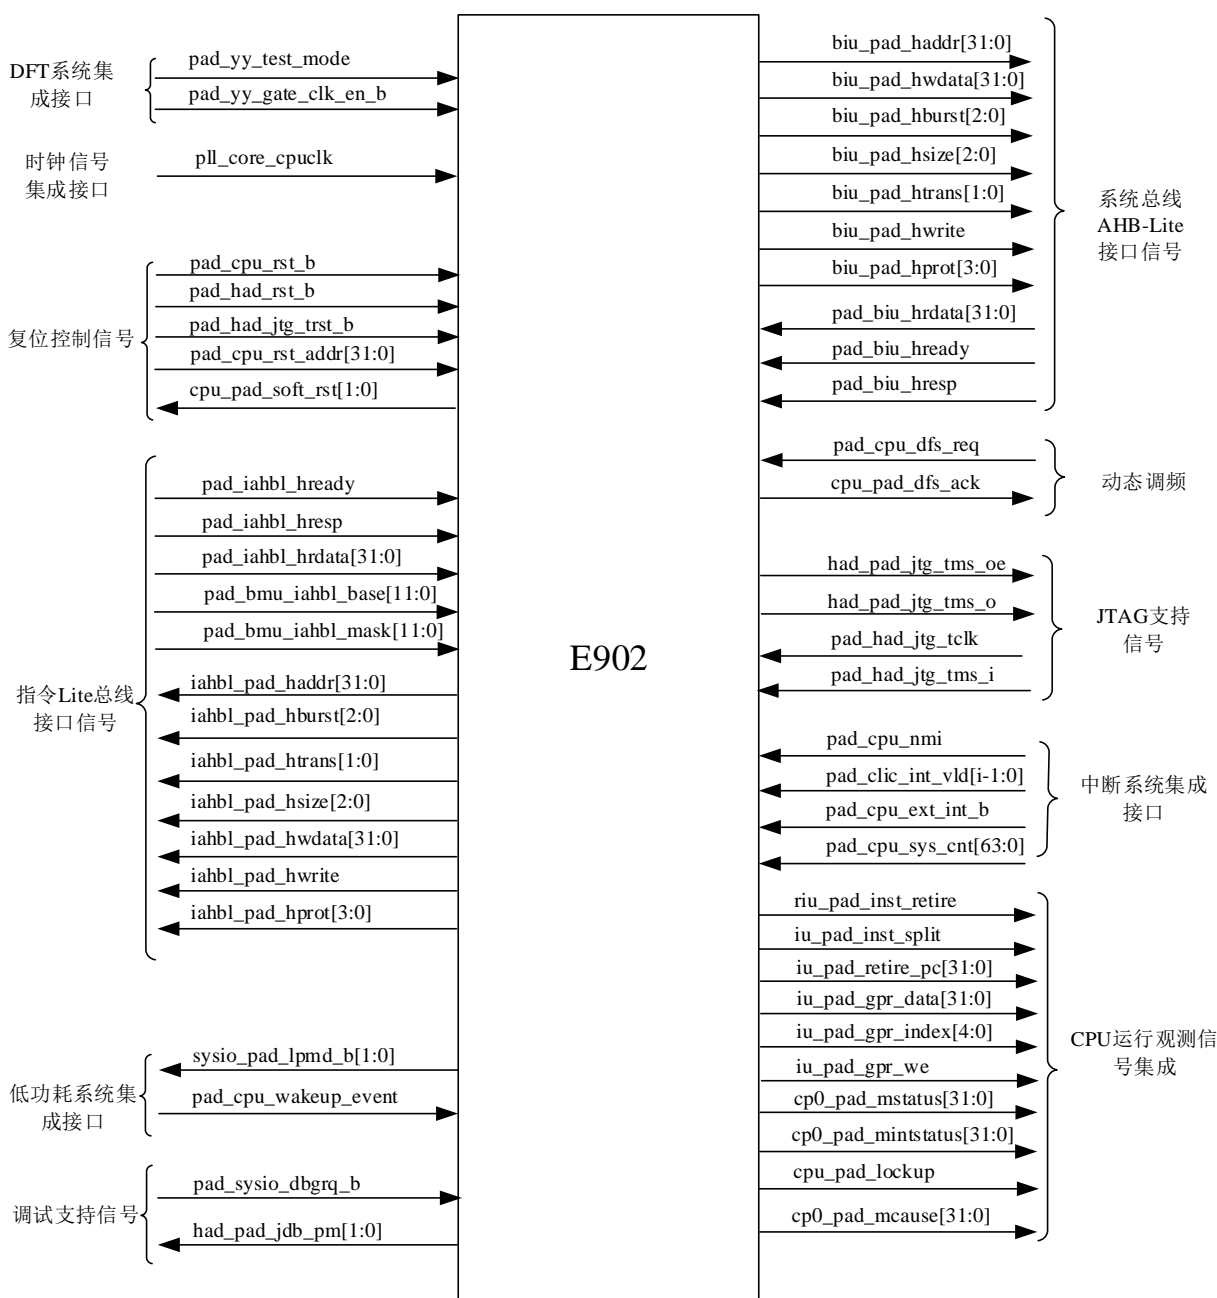 DFT系统集
成接口
pad_yy_test_mode
pad_yy_gate_clk_en_b
时钟信号
集成接口
pll_core_cpuclk
复位控制信号
pad_cpu_rst_b
pad_had_rst_b
pad_had_jtg_trst_b
pad_cpu_rst_addr[31:0]
cpu_pad_soft_rst[1:0]
指令Lite总线
接口信号
pad_iahbl_hready
pad_iahbl_hresp
pad_iahbl_hrdata[31:0]
pad_bmu_iahbl_base[11:0]
pad_bmu_iahbl_mask[11:0]
iahbl_pad_haddr[31:0]
iahbl_pad_hburst[2:0]
iahbl_pad_htrans[1:0]
iahbl_pad_hsize[2:0]
iahbl_pad_hwdata[31:0]
iahbl_pad_hwrite
iahbl_pad_hprot[3:0]
低功耗系统集
成接口
sysio_pad_lpmd_b[1:0]
pad_cpu_wakeup_event
调试支持信号
pad_sysio_dbgrq_b
had_pad_jdb_pm[1:0]
E902
biu_pad_haddr[31:0]
biu_pad_hwdata[31:0]
biu_pad_hburst[2:0]
biu_pad_hsize[2:0]
biu_pad_htrans[1:0]
biu_pad_hwrite
biu_pad_hprot[3:0]
pad_biu_hrdata[31:0]
pad_biu_hready
pad_biu_hresp
系统总线
AHB-Lite
接口信号
pad_cpu_dfs_req
cpu_pad_dfs_ack
动态调频
had_pad_jtg_tms_oe
had_pad_jtg_tms_o
pad_had_jtg_tclk
pad_had_jtg_tms_i
JTAG支持
信号
pad_cpu_nmi
pad_clic_int_vld[i-1:0]
pad_cpu_ext_int_b
pad_cpu_sys_cnt[63:0]
中断系统集成
接口
riu_pad_inst_retire
iu_pad_inst_split
iu_pad_retire_pc[31:0]
iu_pad_gpr_data[31:0]
iu_pad_gpr_index[4:0]
iu_pad_gpr_we
cp0_pad_mstatus[31:0]
cp0_pad_mintstatus[31:0]
cpu_pad_lockup
cp0_pad_mcause[31:0]
CPU运行观测信
号集成